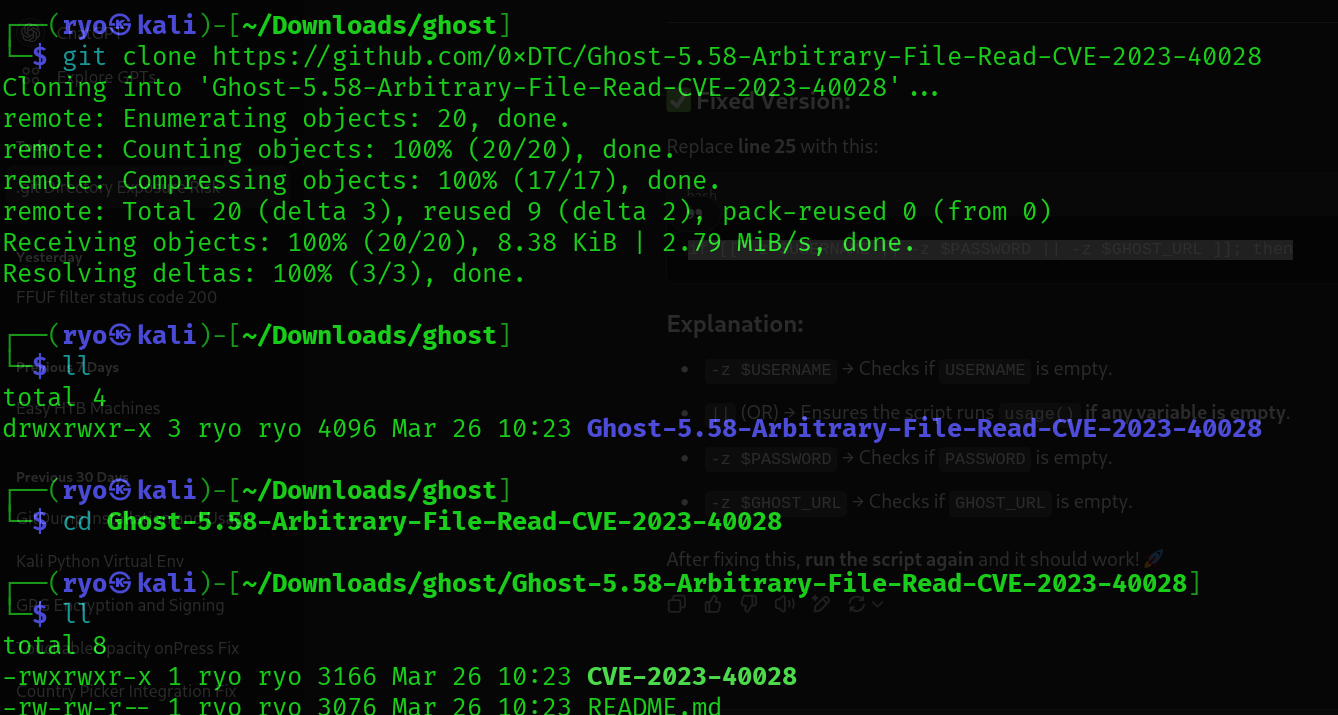 ┌──(ryo㉿kali)-[~/Downloads/ghost]
└─$ git clone https://github.com/0×DTC/Ghost-5.58-Arbitrary-File-Read-CVE-2023-40028
Cloning into 'Ghost-5.58-Arbitrary-File-Read-CVE-2023-40028'...
remote: Enumerating objects: 20, done.
remote: Counting objects: 100% (20/20), done.
remote: Compressing objects: 100% (17/17), done.
remote: Total 20 (delta 3), reused 9 (delta 2), pack-reused 0 (from 0)
Receiving objects: 100% (20/20), 8.38 KiB | 2.79 MiB/s, done.
Resolving deltas: 100% (3/3), done.
┌──(ryo㉿kali)-[~/Downloads/ghost]
└─$ ll
total 4
drwxrwxr-x 3 ryo ryo 4096 Mar 26 10:23 Ghost-5.58-Arbitrary-File-Read-CVE-2023-40028
┌──(ryo㉿kali)-[~/Downloads/ghost]
└─$ cd Ghost-5.58-Arbitrary-File-Read-CVE-2023-40028
┌──(ryo㉿kali)-[~/Downloads/ghost/Ghost-5.58-Arbitrary-File-Read-CVE-2023-40028]
└─$ ll
total 8
-rwxrwxr-x 1 ryo ryo 3166 Mar 26 10:23 CVE-2023-40028
-rw-rw-r-- 1 ryo ryo 3076 Mar 26 10:23 README.md
Explore GPTs
.git Directory Exposure Risk
Yesterday
FFUF filter status code 200
Previous 7 Days
Easy HTB Machines
Previous 30 Days
Kali Python Virtual Env
GPG Encryption and Signing
opacity onPress Fix
Country Picker Integration Fix
✅ Fixed Version:
Replace line 25 with this:
bash
$PASSWORD || -z $GHOST_URL ]]; then
Explanation:
-z $USERNAME → Checks if USERNAME is empty.
|| (OR) → Ensures the script runs usage() if any variable is empty.
-z $PASSWORD → Checks if PASSWORD is empty.
-z $GHOST_URL → Checks if GHOST_URL is empty.
After fixing this, run the script again and it should work! 🚀